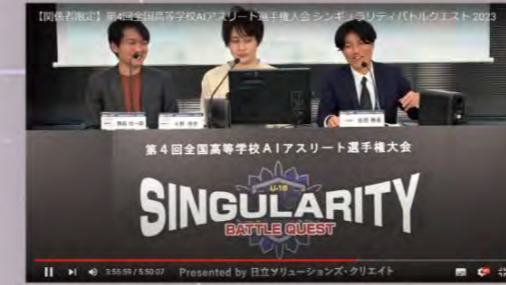 【関係者限定】第4回全国高等学校AIアスリート選手権大会 シンギュラリティバトルクエスト 2023
第4回全国高等学校AIアスリート選手権大会
U-18
SINGULARITY
BATTLE QUEST
3:55:59 / 5:50:07
Presented by 日立ソリューションズ・クリエイト